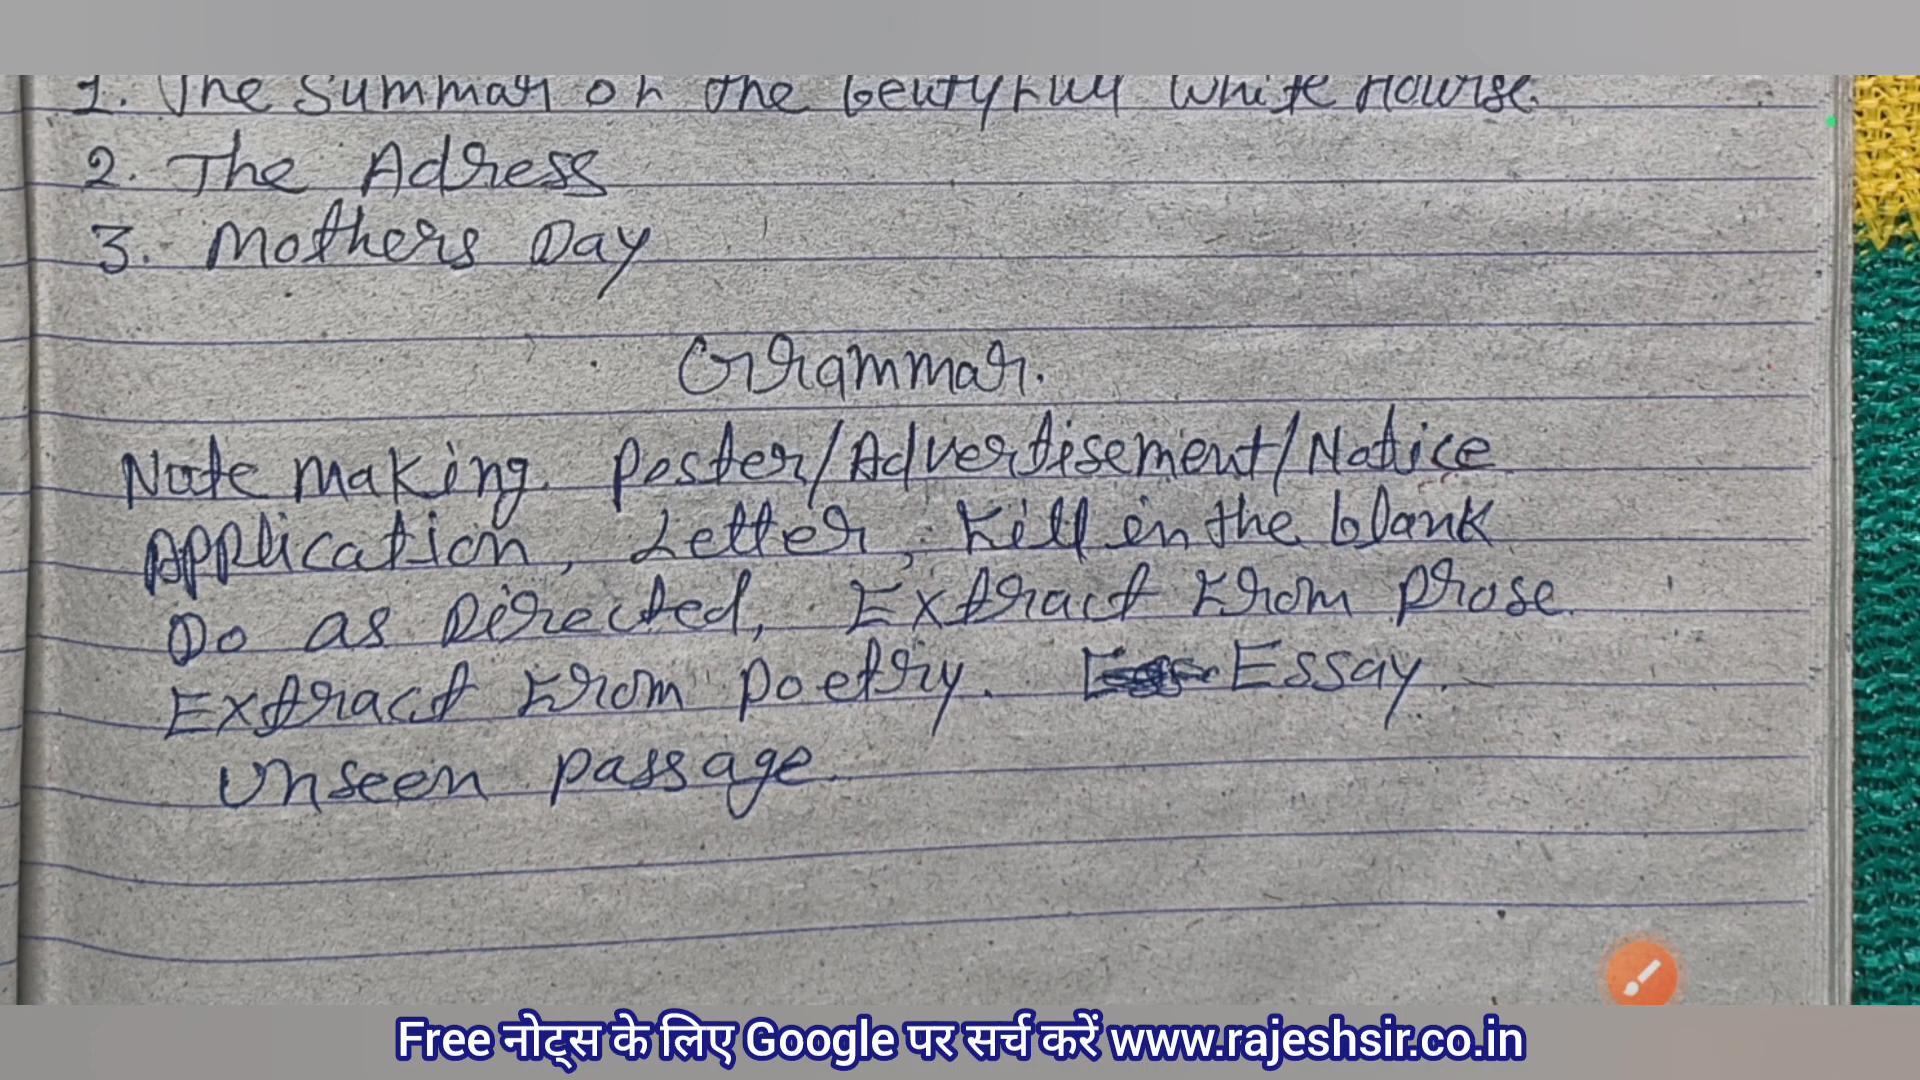 1. The Summar of the beutyfull White Hourse.
2. The Adress
3. Mothers Day
Grammar.
Note making. Poster/Advertisement/Notice
Application, Letter, Fill in the blank
Do as Directed, Extract From Prose.
Extract From Poetry. Essay.
Unseen passage.
Free नोट्स के लिए Google पर सर्च करें www.rajeshsir.co.in